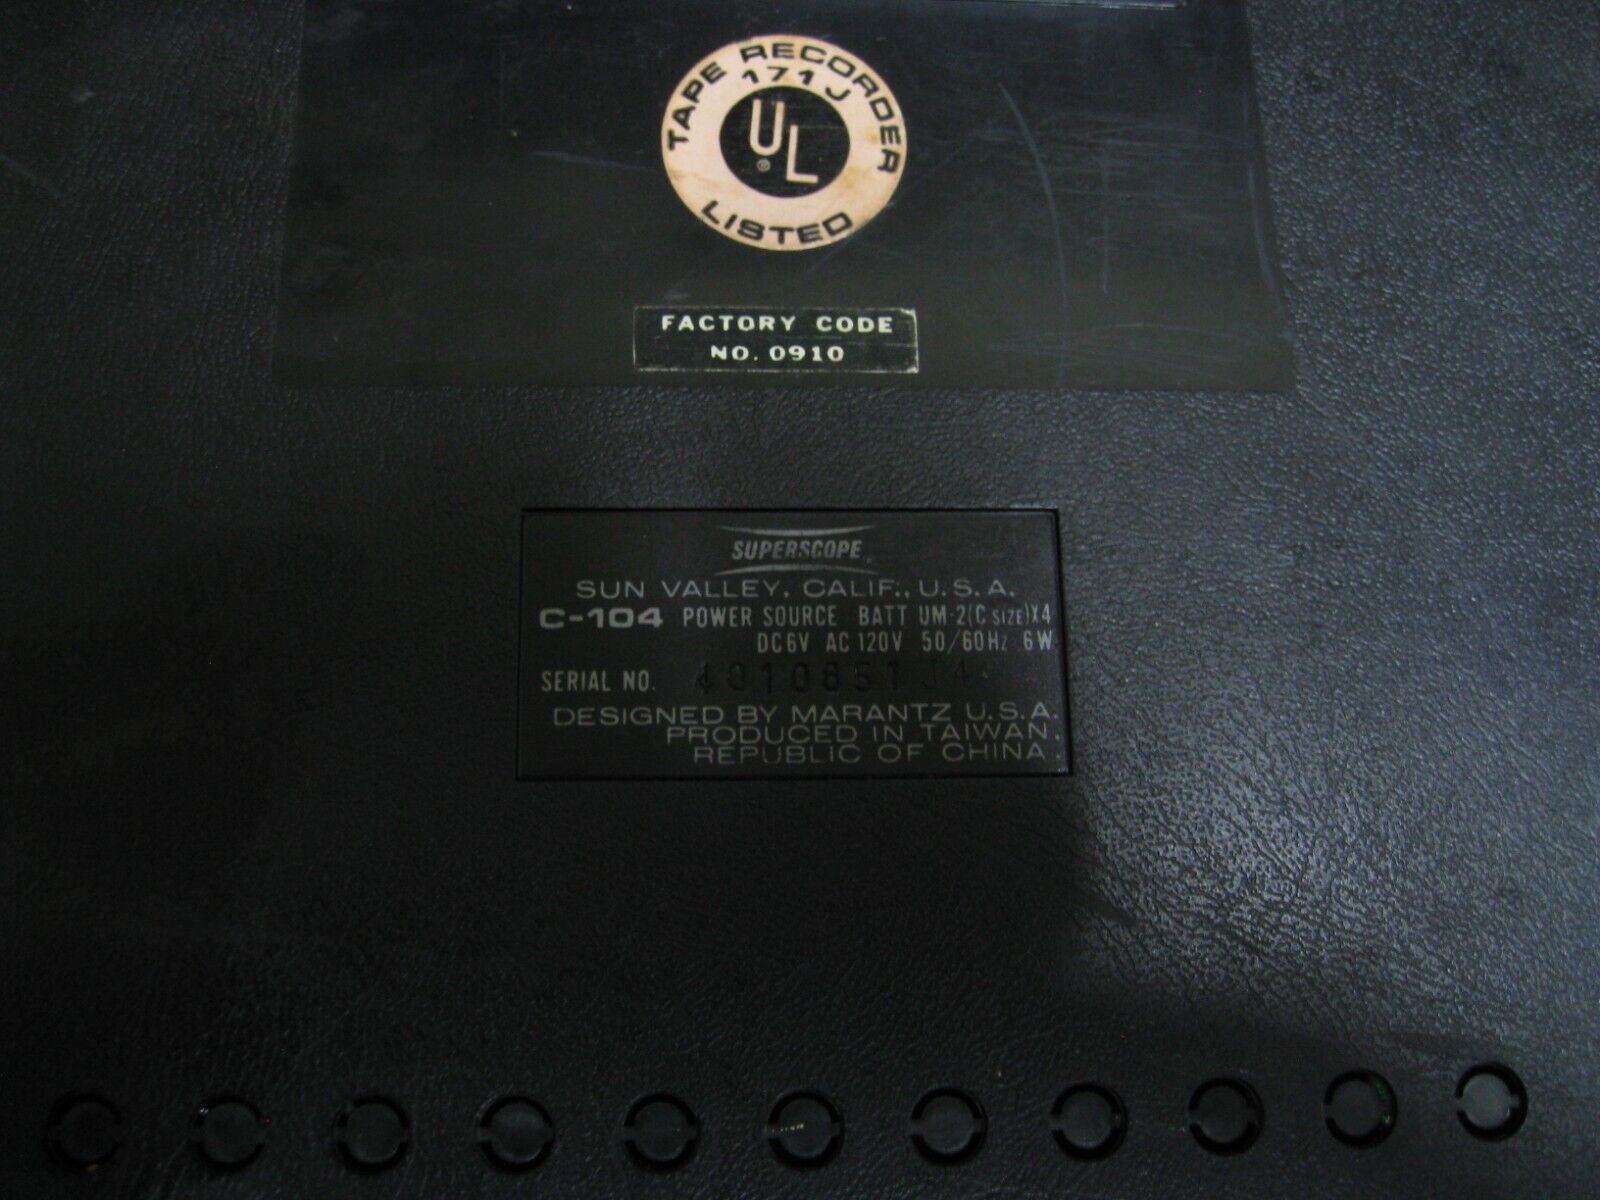 TAPE RECORDER
171J
UL®
LISTED
FACTORY CODE
NO. 0910
SUPERSCOPE®
SUN VALLEY, CALIF., U.S.A.
C-104 POWER SOURCE BATT UM-2(C SIZE)X4
DC6V AC 120V 50/60Hz 6W
SERIAL NO.
DESIGNED BY MARANTZ U.S.A.
PRODUCED IN TAIWAN,
REPUBLIC OF CHINA